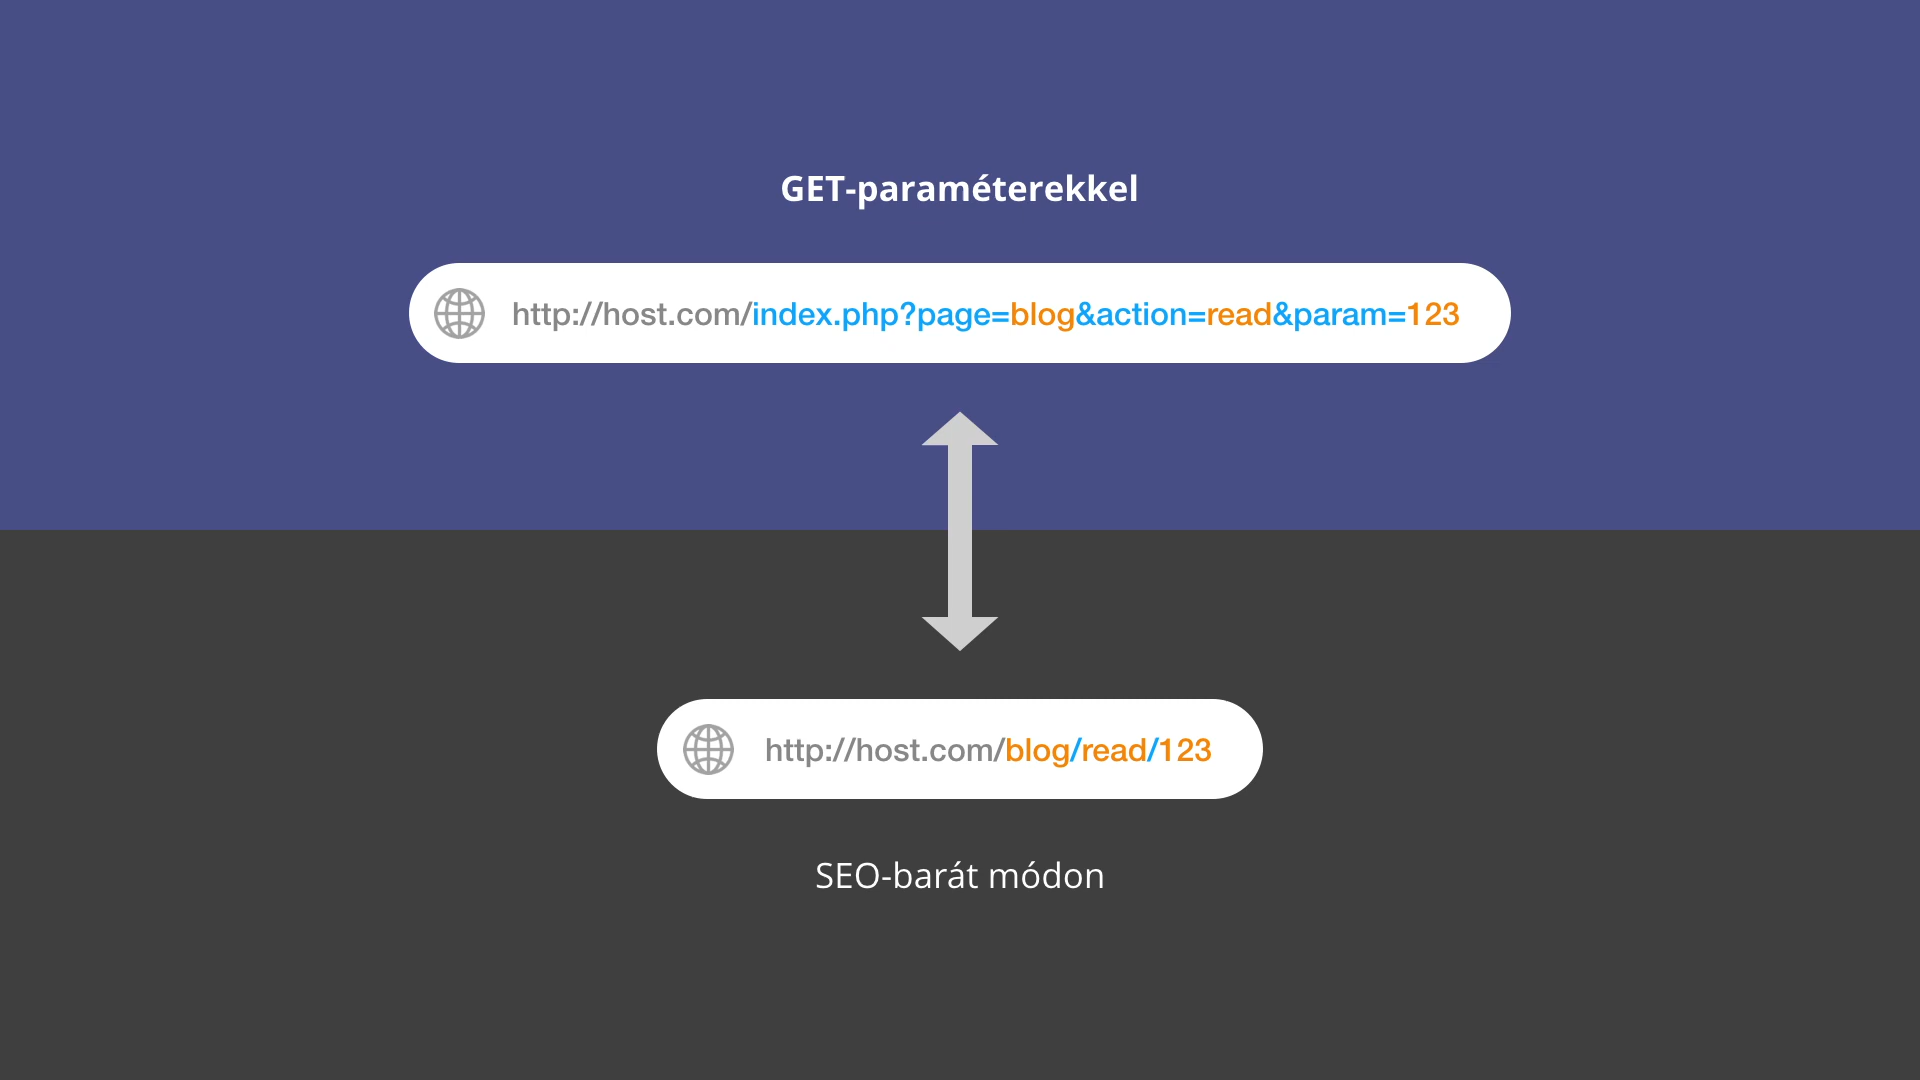 GET-paraméterekkel
http://host.com/index.php?page=blog&action=read&param=123
http://host.com/blog/read/123
SEO-barát módon